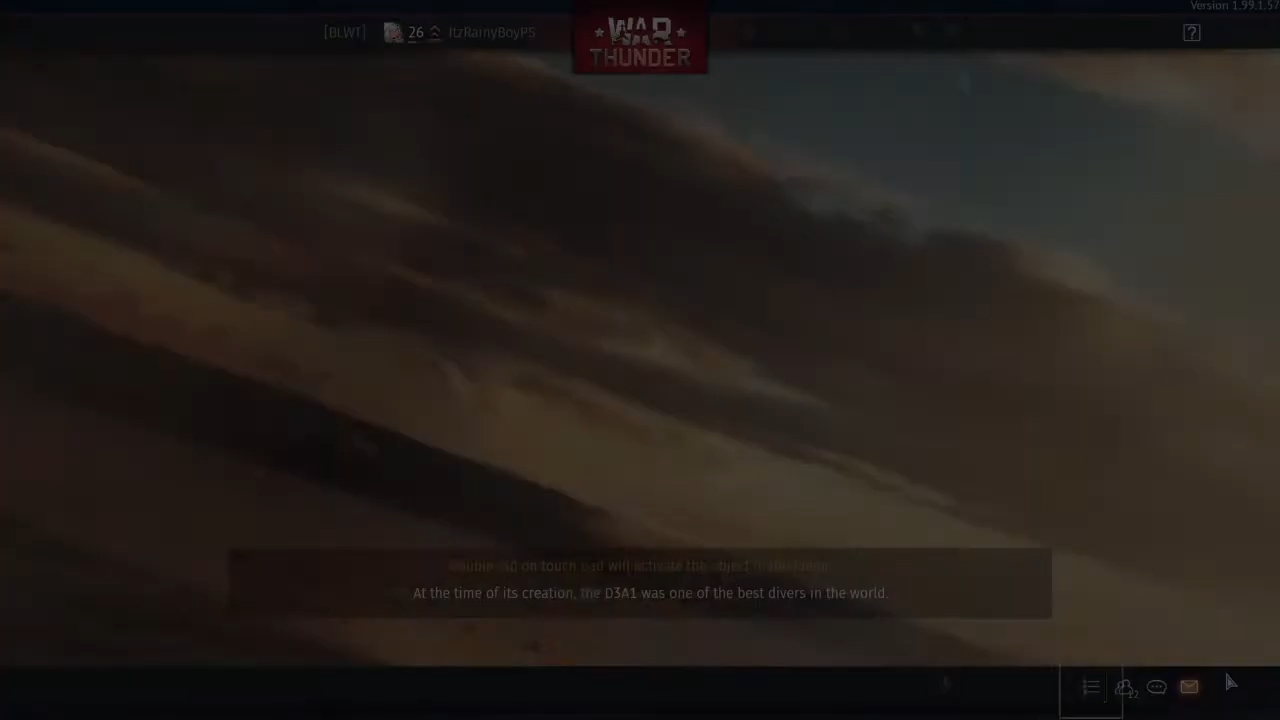 Version 1.99.1.57
[BLWT] 26 ItzRainyBoyPS
WAR
THUNDER
?
Double tap on touch pad will activate the object
At the time of its creation, the D3A1 was one of the best divers in the world.